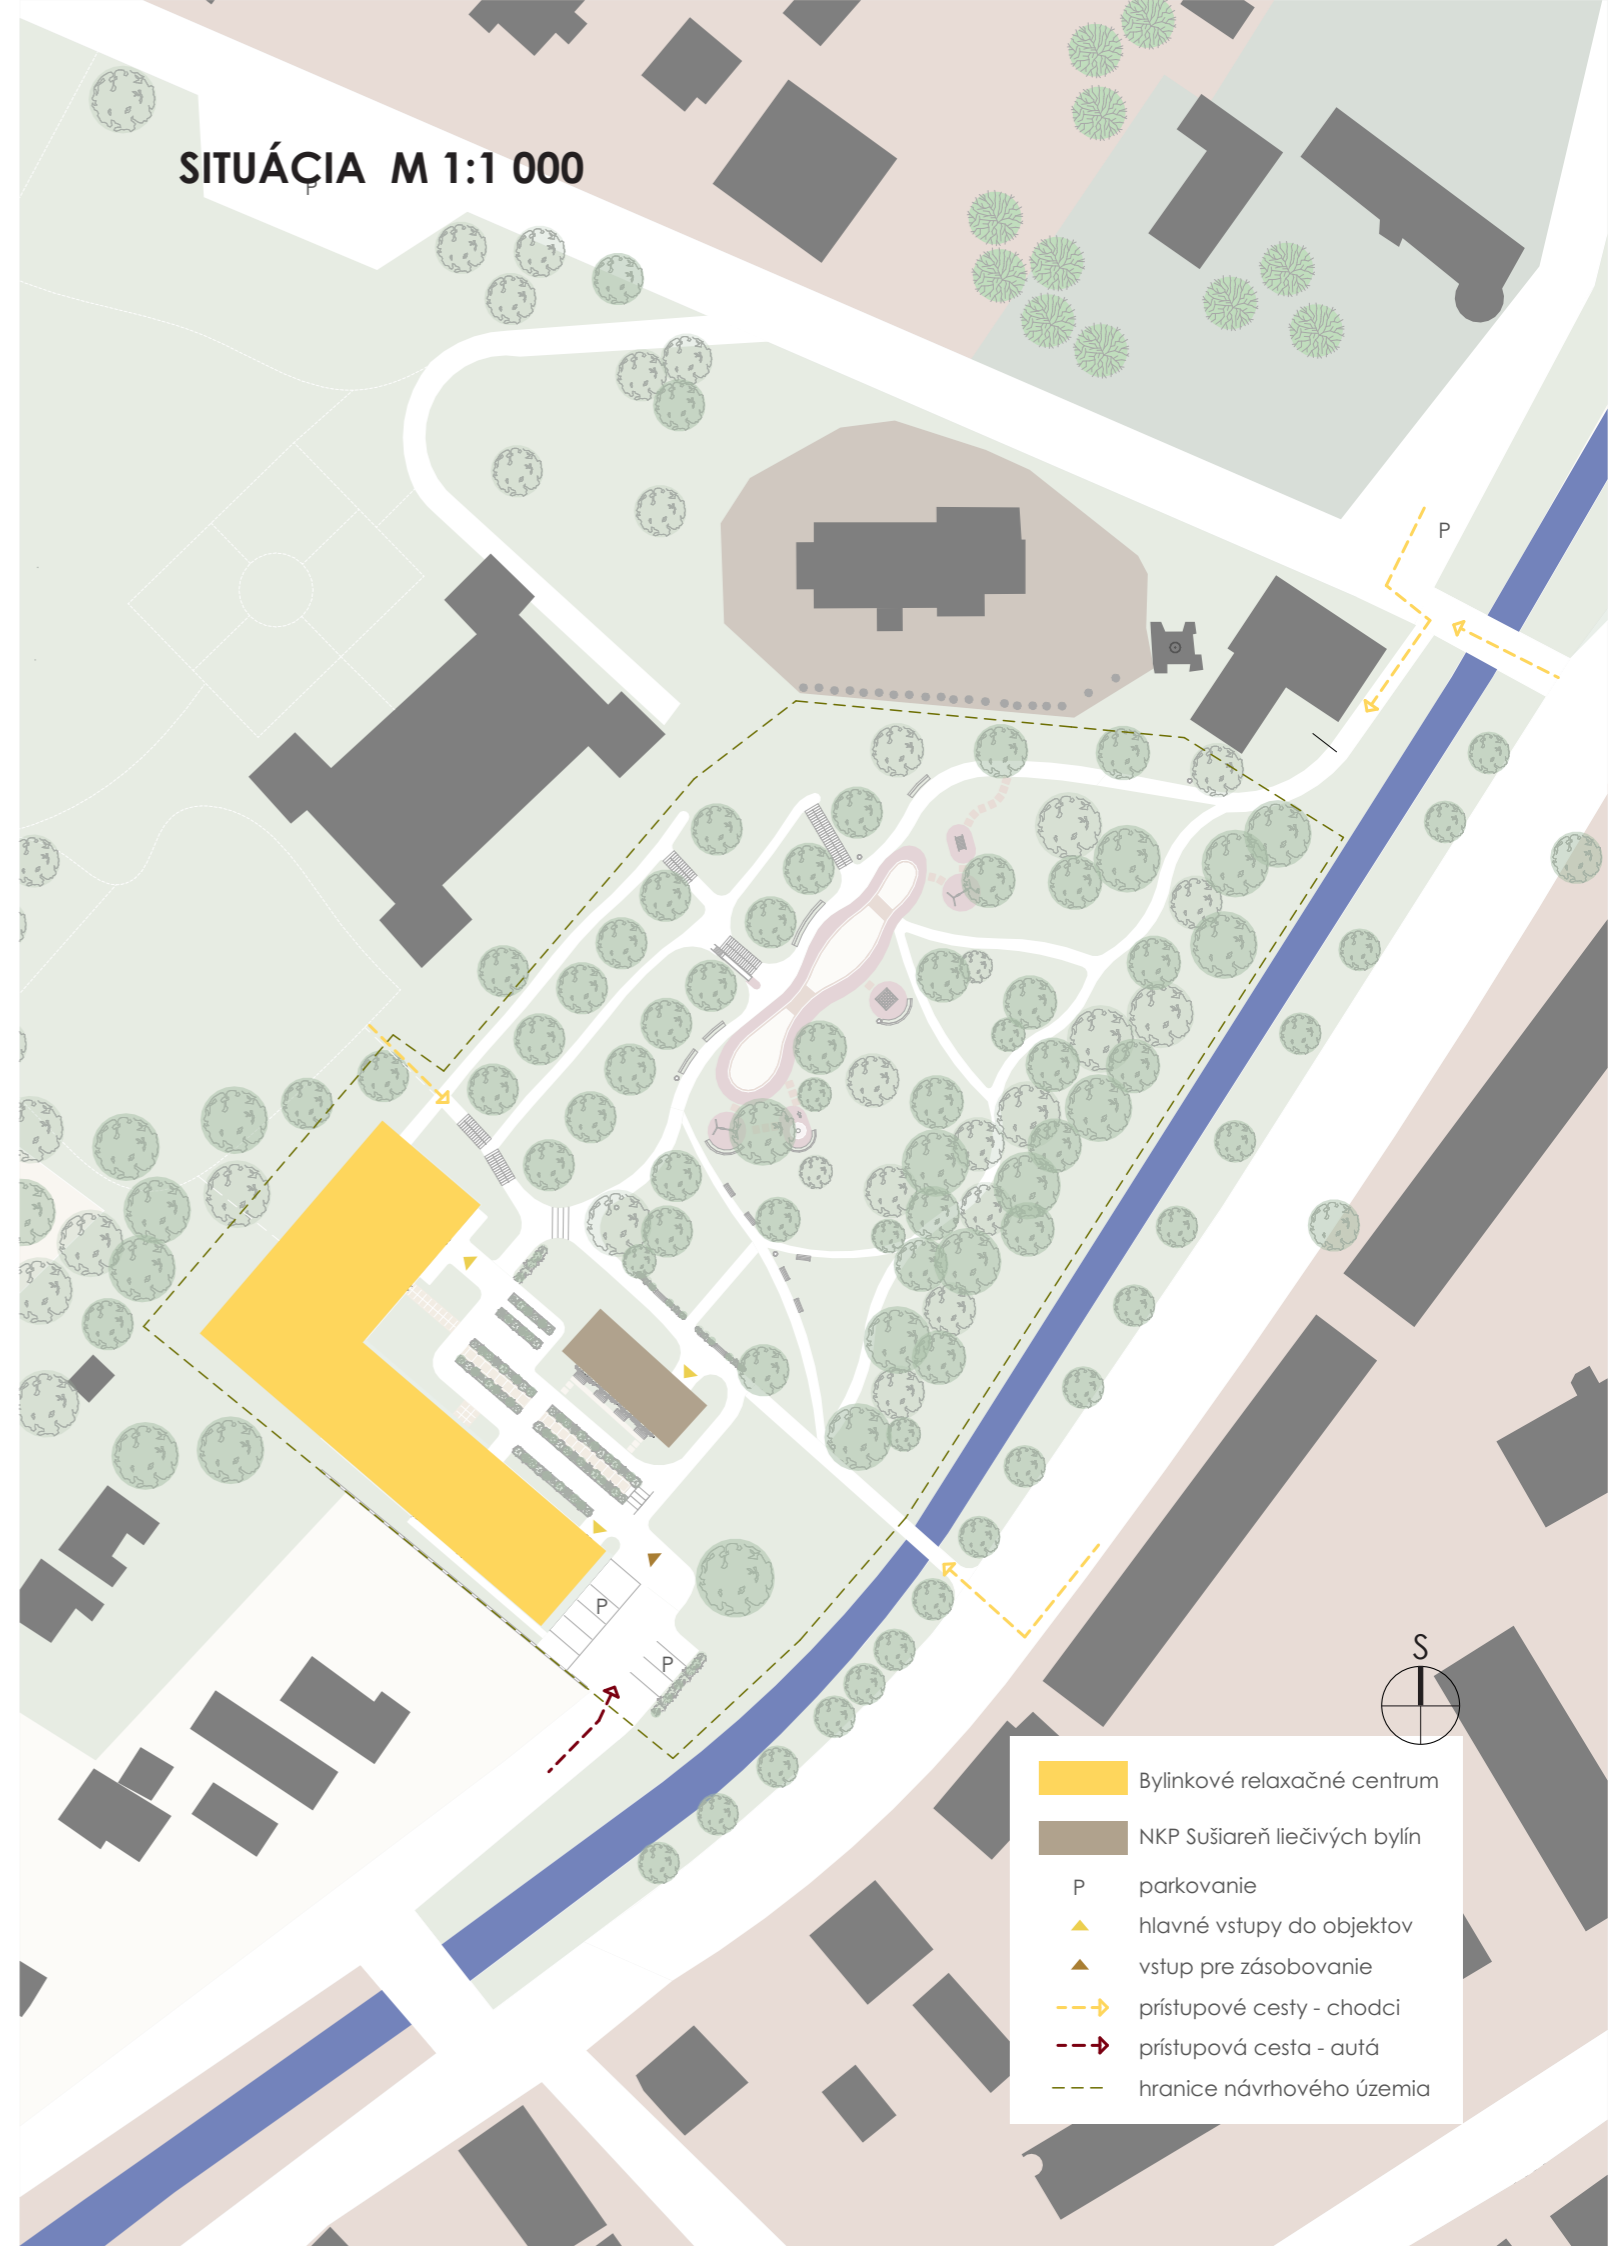 SITUÁCIA M 1:1 000
P
P
P
P
S
Bylinkové relaxačné centrum
NKP Sušiareň liečivých bylín
P parkovanie
hlavné vstupy do objektov
vstup pre zásobovanie
prístupové cesty - chodci
prístupová cesta - autá
hranice návrhového územia